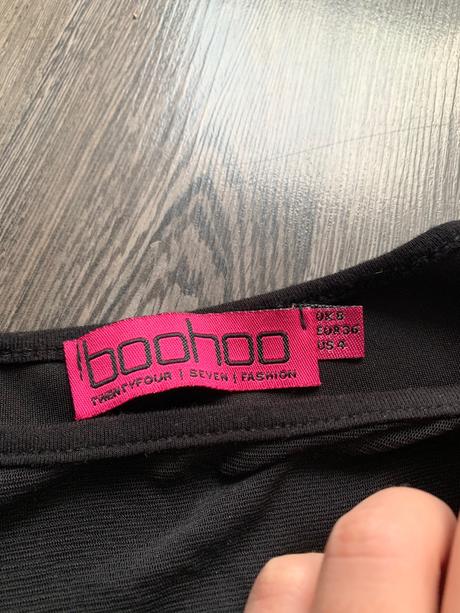 boohoo
TWENTYFOUR | SEVEN | FASHION
UK 8
EUR 36
US 4